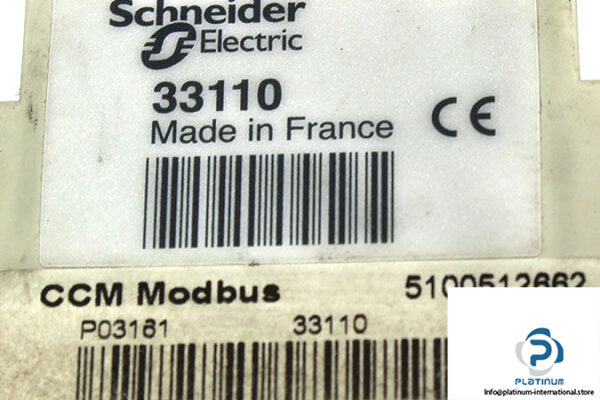 Schneider
Electric
33110
Made in France
CE
CCM Modbus 5100512662
P03161 33110
PLATINUM
Info@platinum-international.store